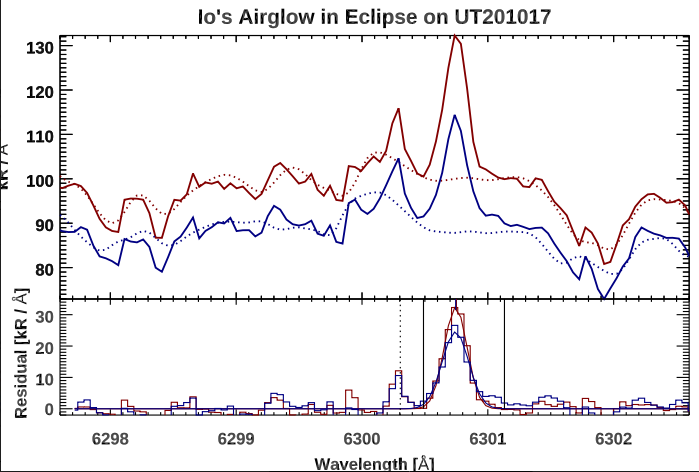 Io's Airglow in Eclipse on UT201017
130
120
110
100
90
80
kR / Å
30
20
10
0
Residual [kR / Å]
6298 6299 6300 6301 6302
Wavelength [Å]